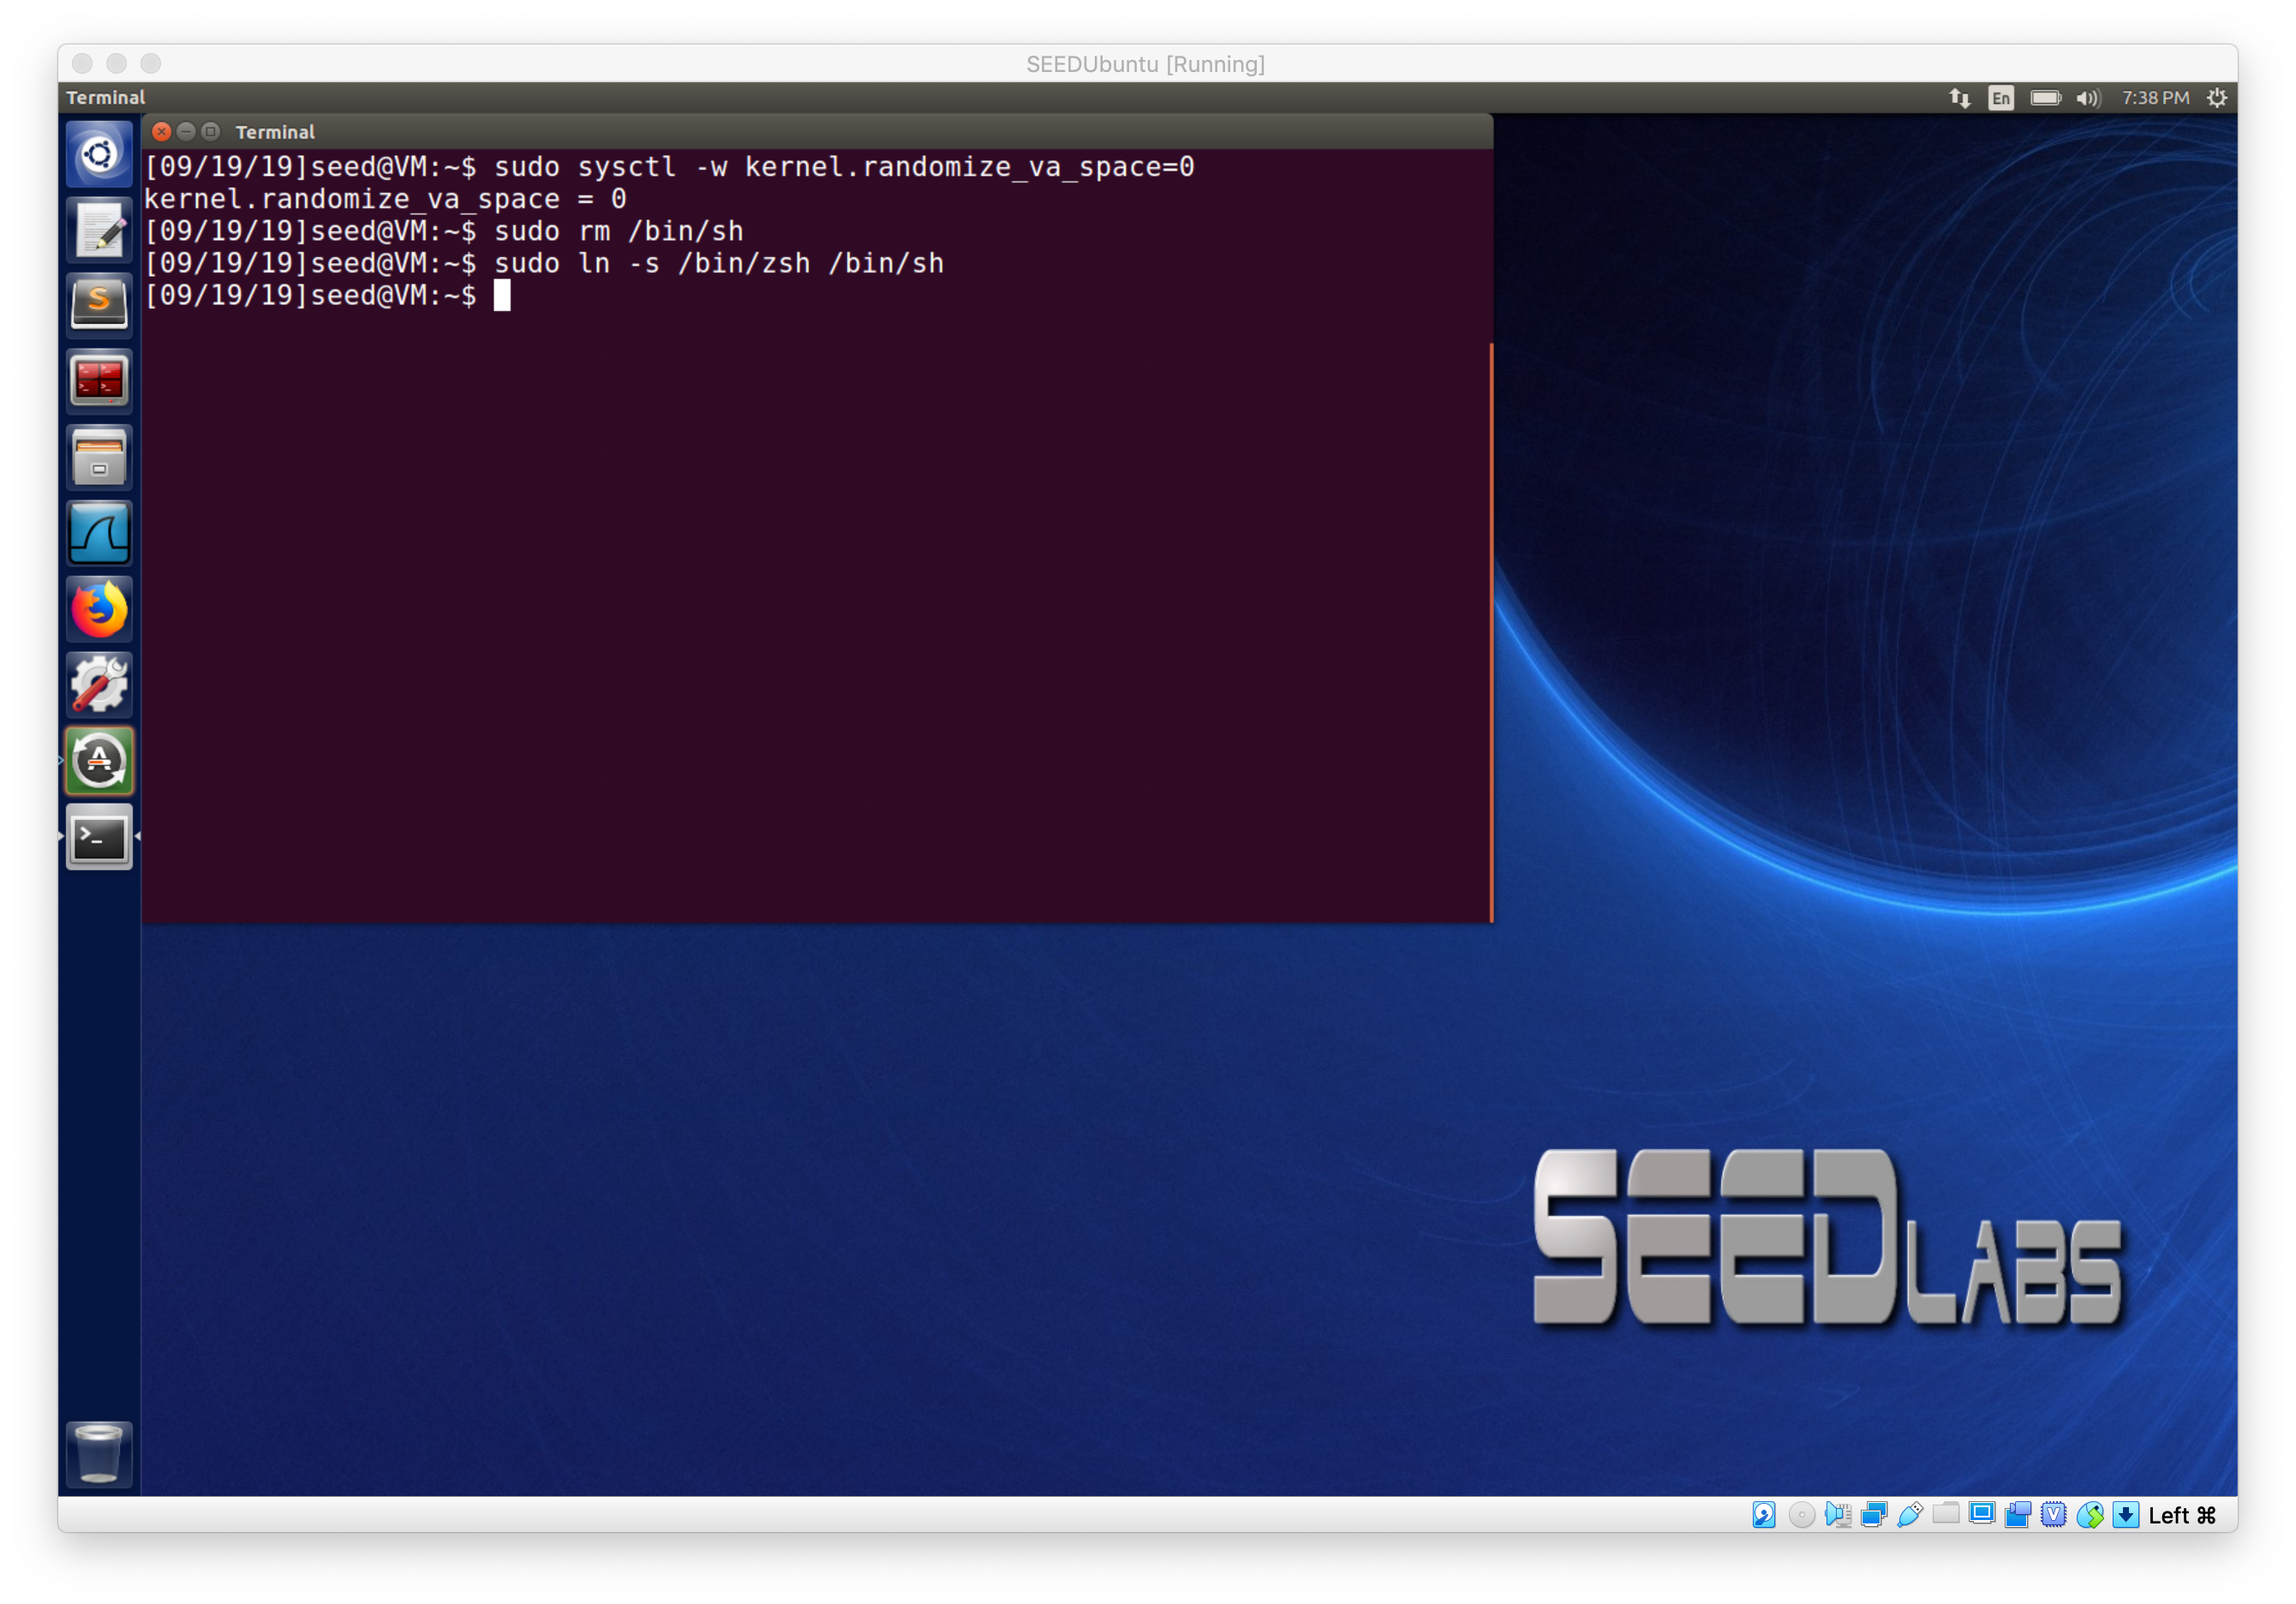 SEEDUbuntu [Running]
Terminal
En
7:38 PM
Terminal
[09/19/19]seed@VM:~$ sudo sysctl -w kernel.randomize_va_space=0
kernel.randomize_va_space = 0
[09/19/19]seed@VM:~$ sudo rm /bin/sh
[09/19/19]seed@VM:~$ sudo ln -s /bin/zsh /bin/sh
[09/19/19]seed@VM:~$
SEEDLABS
Left ⌘